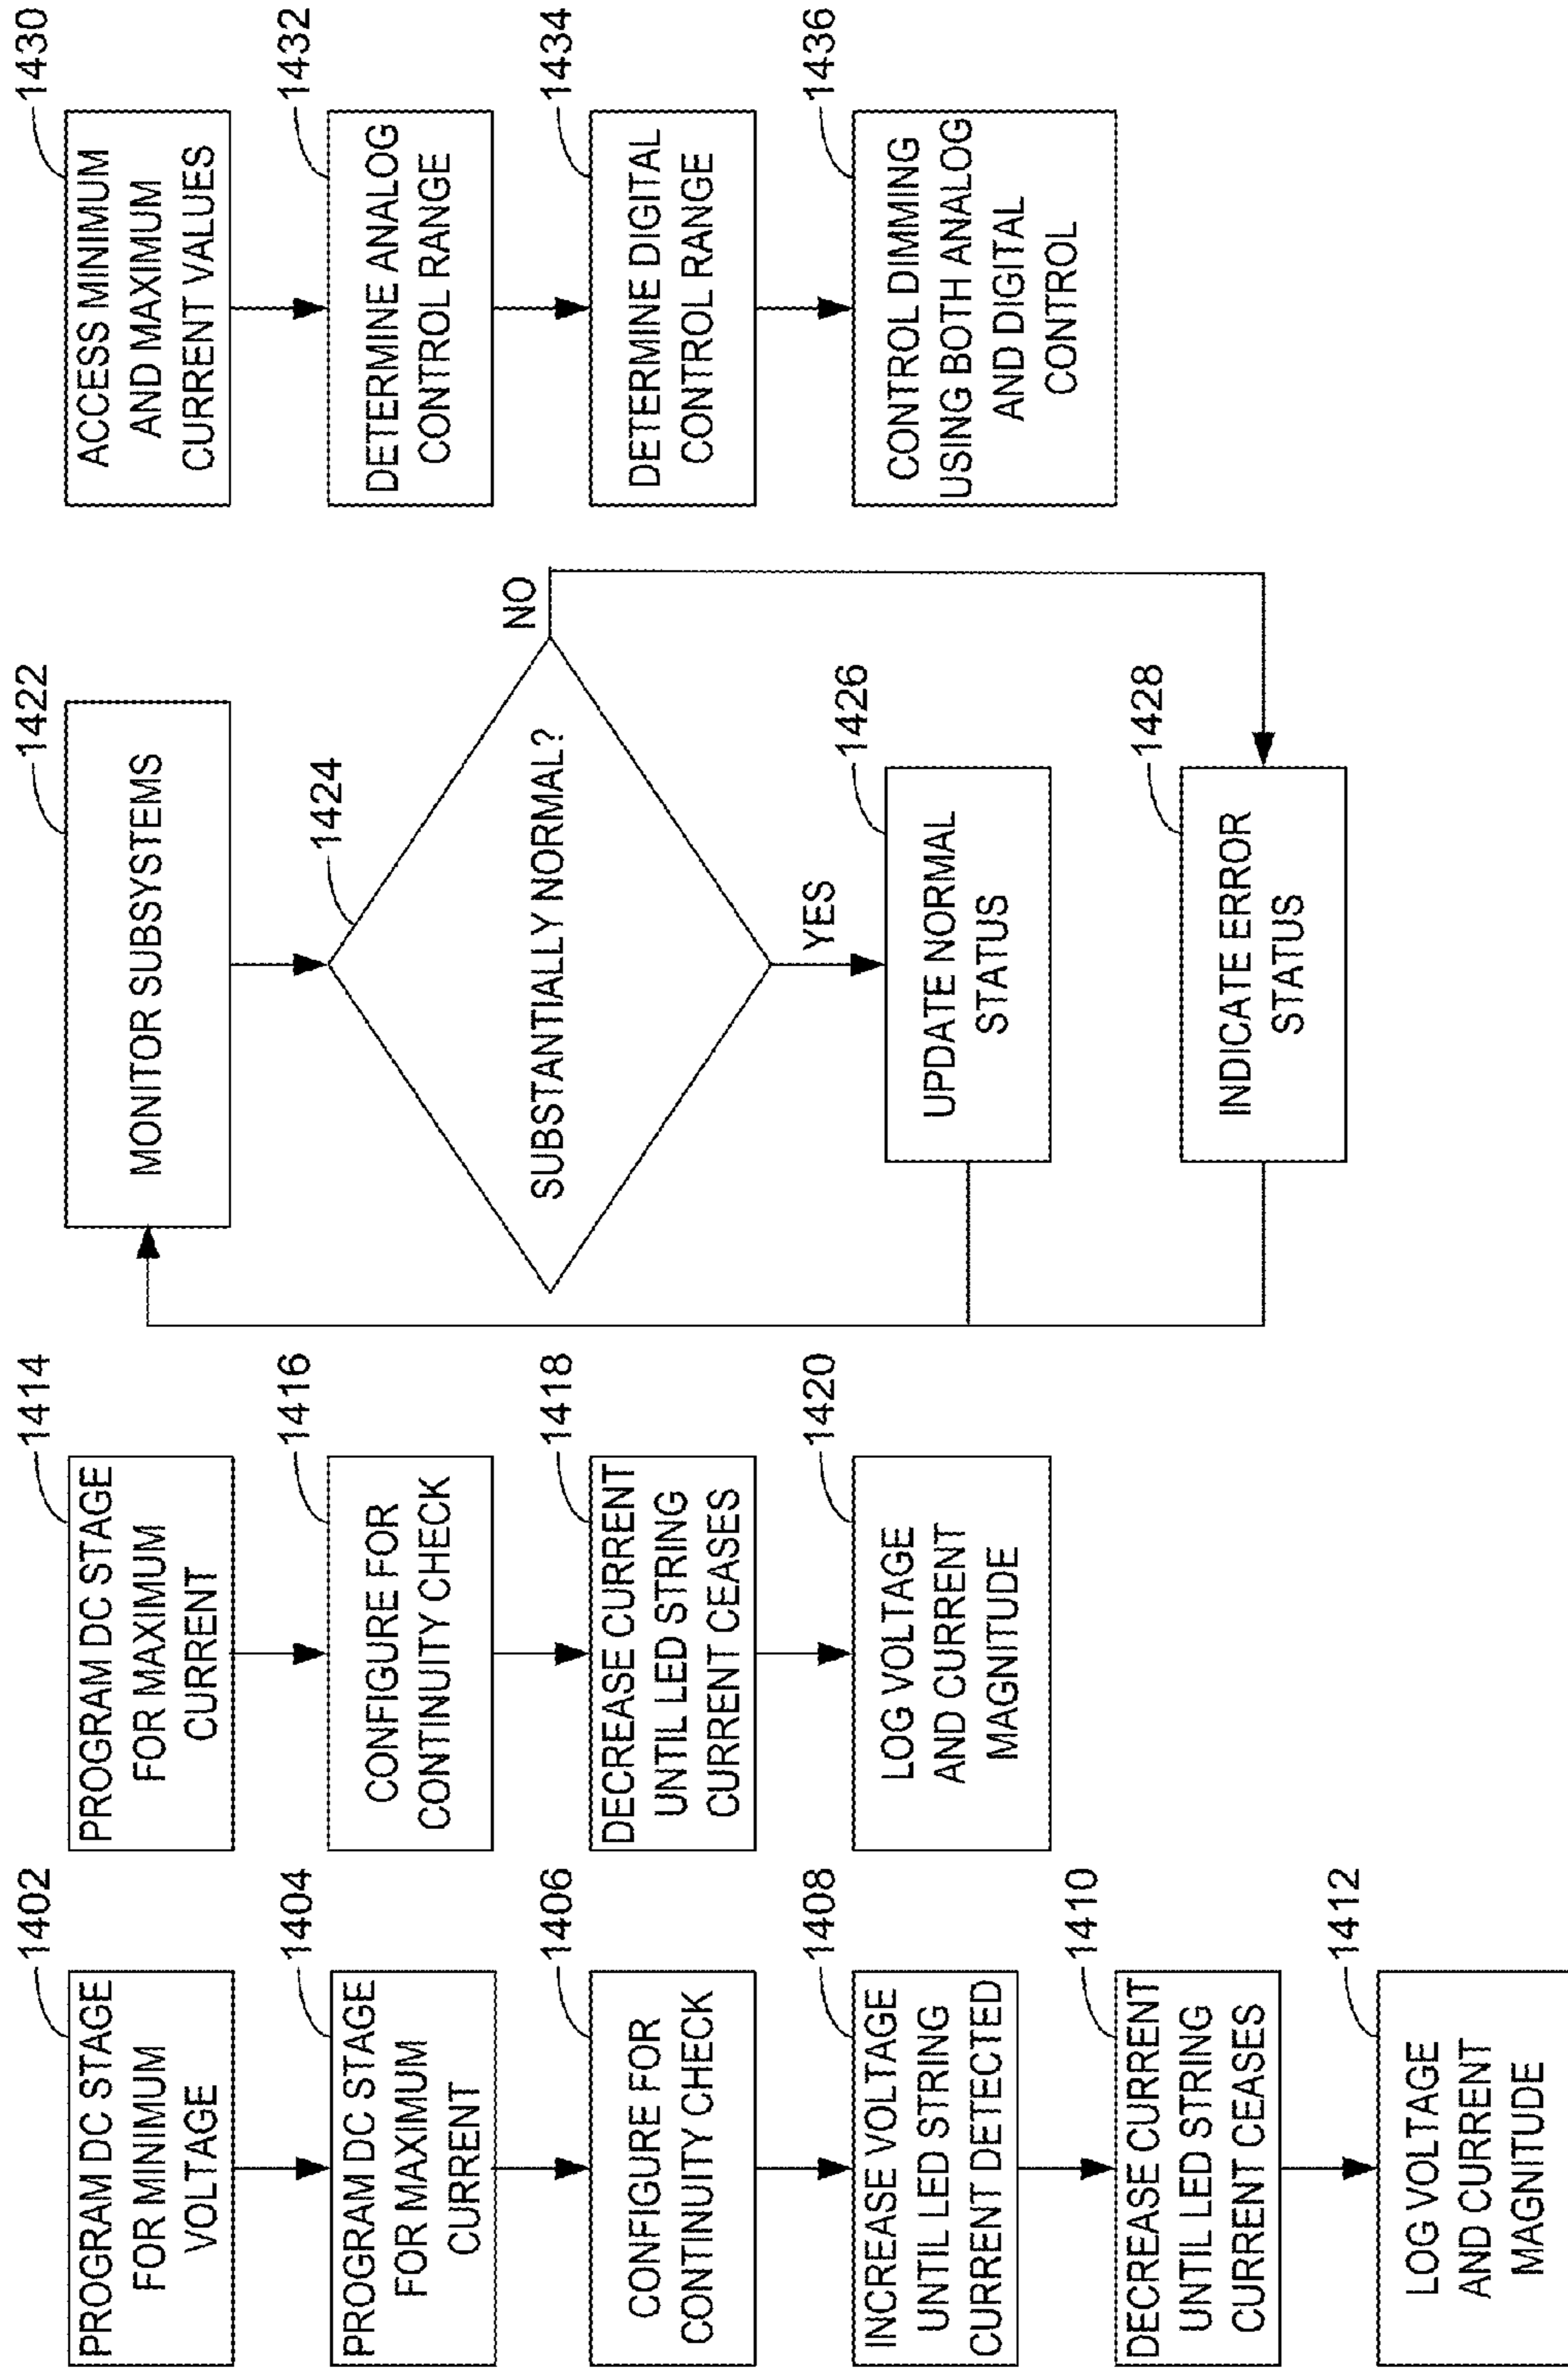 1402
PROGRAM DC STAGE
FOR MINIMUM
VOLTAGE
1404
PROGRAM DC STAGE
FOR MAXIMUM
CURRENT
1406
CONFIGURE FOR
CONTINUITY CHECK
1408
INCREASE VOLTAGE
UNTIL LED STRING
CURRENT DETECTED
1410
DECREASE CURRENT
UNTIL LED STRING
CURRENT CEASES
1412
LOG VOLTAGE
AND CURRENT
MAGNITUDE
1414
PROGRAM DC STAGE
FOR MAXIMUM
CURRENT
1416
CONFIGURE FOR
CONTINUITY CHECK
1418
DECREASE CURRENT
UNTIL LED STRING
CURRENT CEASES
1420
LOG VOLTAGE
AND CURRENT
MAGNITUDE
1422
MONITOR SUBSYSTEMS
1424
SUBSTANTIALLY NORMAL?
NO
YES
1426
UPDATE NORMAL
STATUS
1428
INDICATE ERROR
STATUS
1430
ACCESS MINIMUM
AND MAXIMUM
CURRENT VALUES
1432
DETERMINE ANALOG
CONTROL RANGE
1434
DETERMINE DIGITAL
CONTROL RANGE
1436
CONTROL DIMMING
USING BOTH ANALOG
AND DIGITAL
CONTROL